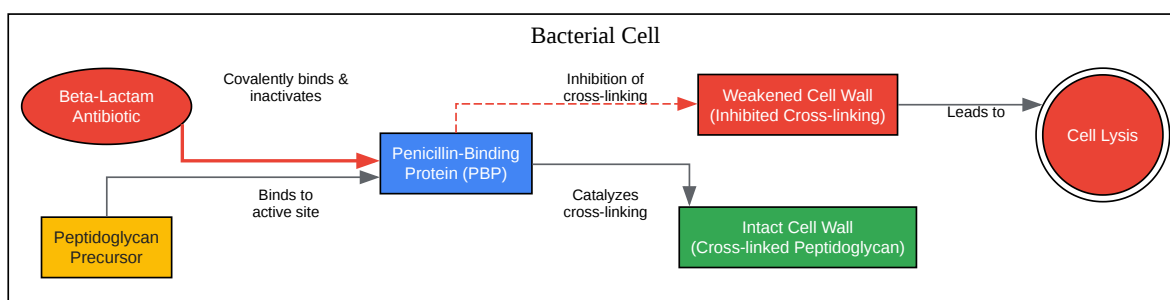 Bacterial Cell
Beta-Lactam
Antibiotic
Covalently binds &
inactivates
Inhibition of
cross-linking
Weakened Cell Wall
(Inhibited Cross-linking)
Leads to
Cell Lysis
Penicillin-Binding
Protein (PBP)
Binds to
active site
Catalyzes
cross-linking
Peptidoglycan
Precursor
Intact Cell Wall
(Cross-linked Peptidoglycan)